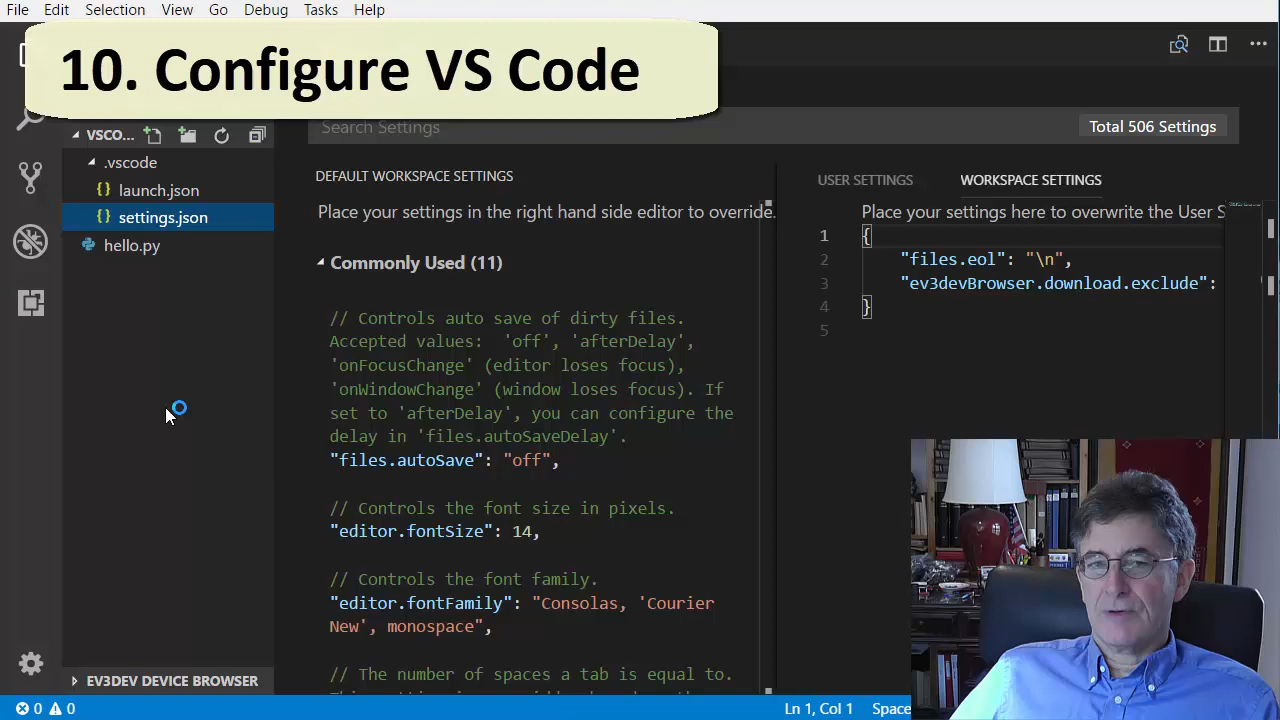 File Edit Selection View Go Debug Tasks Help
10. Configure VS Code
Search Settings
Total 506 Settings
VSCO...
.vscode
launch.json
settings.json
hello.py
EV3DEV DEVICE BROWSER
DEFAULT WORKSPACE SETTINGS
Place your settings in the right hand side editor to override.
Commonly Used (11)
// Controls auto save of dirty files.
Accepted values:  'off', 'afterDelay',
'onFocusChange' (editor loses focus),
'onWindowChange' (window loses focus). If
set to 'afterDelay', you can configure the
delay in 'files.autoSaveDelay'.
"files.autoSave": "off",
// Controls the font size in pixels.
"editor.fontSize": 14,
// Controls the font family.
"editor.fontFamily": "Consolas, 'Courier
New', monospace",
// The number of spaces a tab is equal to.
USER SETTINGS WORKSPACE SETTINGS
Place your settings here to overwrite the User S
1 {
2 "files.eol": "\n",
3 "ev3devBrowser.download.exclude":
4 }
5
0 0
Ln 1, Col 1
Space